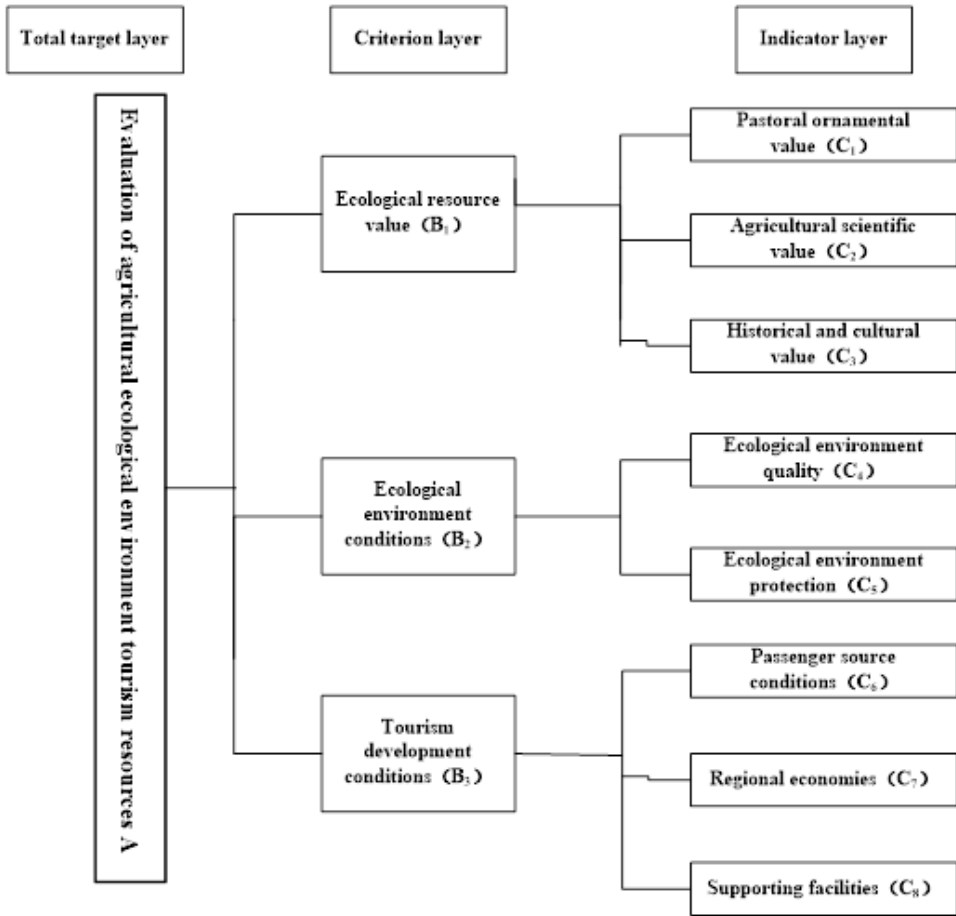 Total target layer
Criterion layer
Indicator layer
Evaluation of agricultural ecological environment tourism resources A
Ecological resource
value（B₁）
Pastoral ornamental
value（C₁）
Agricultural scientific
value（C₂）
Historical and cultural
value（C₃）
Ecological
environment
conditions（B₂）
Ecological environment
quality（C₄）
Ecological environment
protection（C₅）
Tourism
development
conditions（B₃）
Passenger source
conditions（C₆）
Regional economies（C₇）
Supporting facilities（C₈）